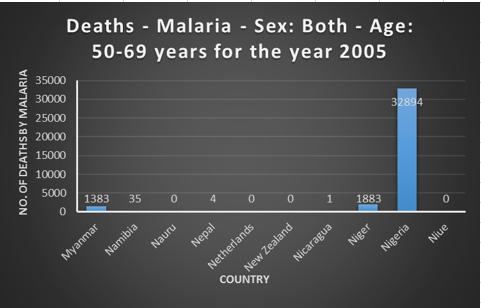 Deaths - Malaria - Sex: Both - Age:
50-69 years for the year 2005
NO. OF DEATHS BY MALARIA
35000
30000
25000
20000
15000
10000
5000
0
1383 35 0 4 0 0 1 1883 32894 0
Myanmar Namibia Nauru Nepal Netherlands New Zealand Nicaragua Niger Nigeria Niue
COUNTRY